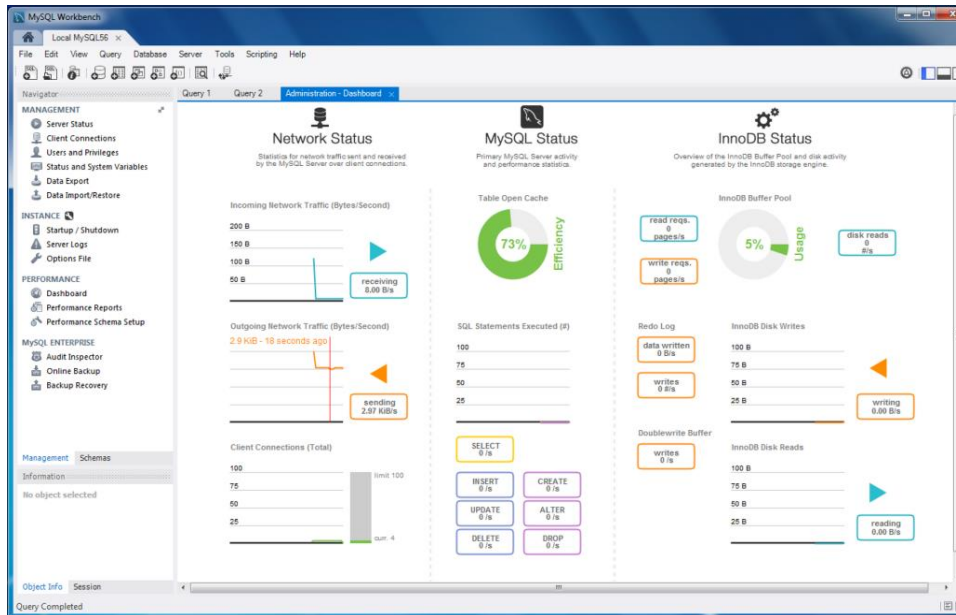 MySQL Workbench
Local MySQL56
File Edit View Query Database Server Tools Scripting Help
Navigator
MANAGEMENT
Server Status
Client Connections
Users and Privileges
Status and System Variables
Data Export
Data Import/Restore
INSTANCE
Startup / Shutdown
Server Logs
Options File
PERFORMANCE
Dashboard
Performance Reports
Performance Schema Setup
MySQL ENTERPRISE
Audit Inspector
Online Backup
Backup Recovery
Management Schemas
Information
No object selected
Object Info Session
Query Completed
Query 1 Query 2 Administration - Dashboard
Network Status
Statistics for network traffic sent and received
by the MySQL Server over client connections.
Incoming Network Traffic (Bytes/Second)
200 B
150 B
100 B
50 B
receiving
8.00 B/s
Outgoing Network Traffic (Bytes/Second)
2.9 KiB - 18 seconds ago
sending
2.97 KiB/s
Client Connections (Total)
100
75
50
25
limit 100
curr. 4
MySQL Status
Primary MySQL Server activity
and performance statistics.
Table Open Cache
73%
Efficiency
SQL Statements Executed (#)
100
75
50
25
SELECT
0 /s
INSERT
0 /s
CREATE
0 /s
UPDATE
0 /s
ALTER
0 /s
DELETE
0 /s
DROP
0 /s
InnoDB Status
Overview of the InnoDB Buffer Pool and disk activity
generated by the InnoDB storage engine.
InnoDB Buffer Pool
read reqs.
0
pages/s
write reqs.
0
pages/s
5%
Usage
disk reads
0
#/s
Redo Log
data written
0 B/s
writes
0 #/s
InnoDB Disk Writes
100 B
75 B
50 B
25 B
writing
0.00 B/s
Doublewrite Buffer
writes
0 /s
InnoDB Disk Reads
100 B
75 B
50 B
25 B
reading
0.00 B/s